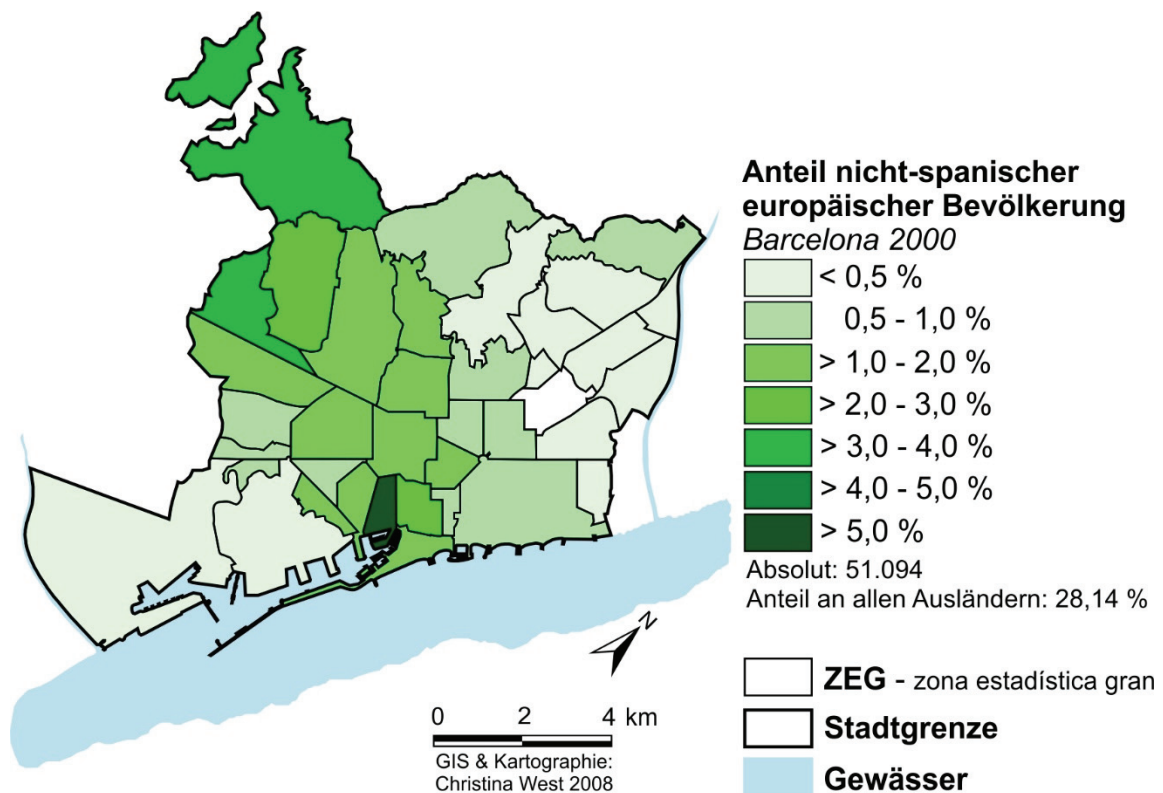 Anteil nicht-spanischer
europäischer Bevölkerung
Barcelona 2000
< 0,5 %
0,5 - 1,0 %
> 1,0 - 2,0 %
> 2,0 - 3,0 %
> 3,0 - 4,0 %
> 4,0 - 5,0 %
> 5,0 %
Absolut: 51.094
Anteil an allen Ausländern: 28,14 %
N
ZEG - zona estadística gran
Stadtgrenze
Gewässer
0 2 4 km
GIS & Kartographie:
Christina West 2008